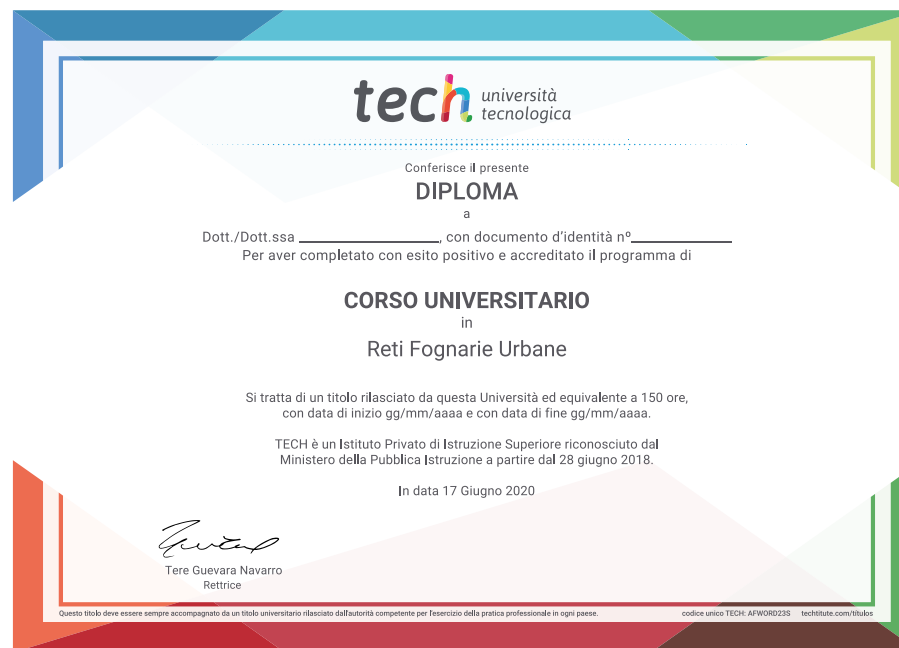 tech università
tecnologica
Conferisce il presente
DIPLOMA
a
Dott./Dott.ssa ____________________, con documento d'identità nº______________
Per aver completato con esito positivo e accreditato il programma di
CORSO UNIVERSITARIO
in
Reti Fognarie Urbane
Si tratta di un titolo rilasciato da questa Università ed equivalente a 150 ore,
con data di inizio gg/mm/aaaa e con data di fine gg/mm/aaaa.
TECH è un Istituto Privato di Istruzione Superiore riconosciuto dal
Ministero della Pubblica Istruzione a partire dal 28 giugno 2018.
In data 17 Giugno 2020
Tere Guevara Navarro
Rettrice
Questo titolo deve essere sempre accompagnato da un titolo universitario rilasciato dall'autorità competente per l'esercizio della pratica professionale in ogni paese. codice unico TECH: AFWORD23S techtitute.com/títulos